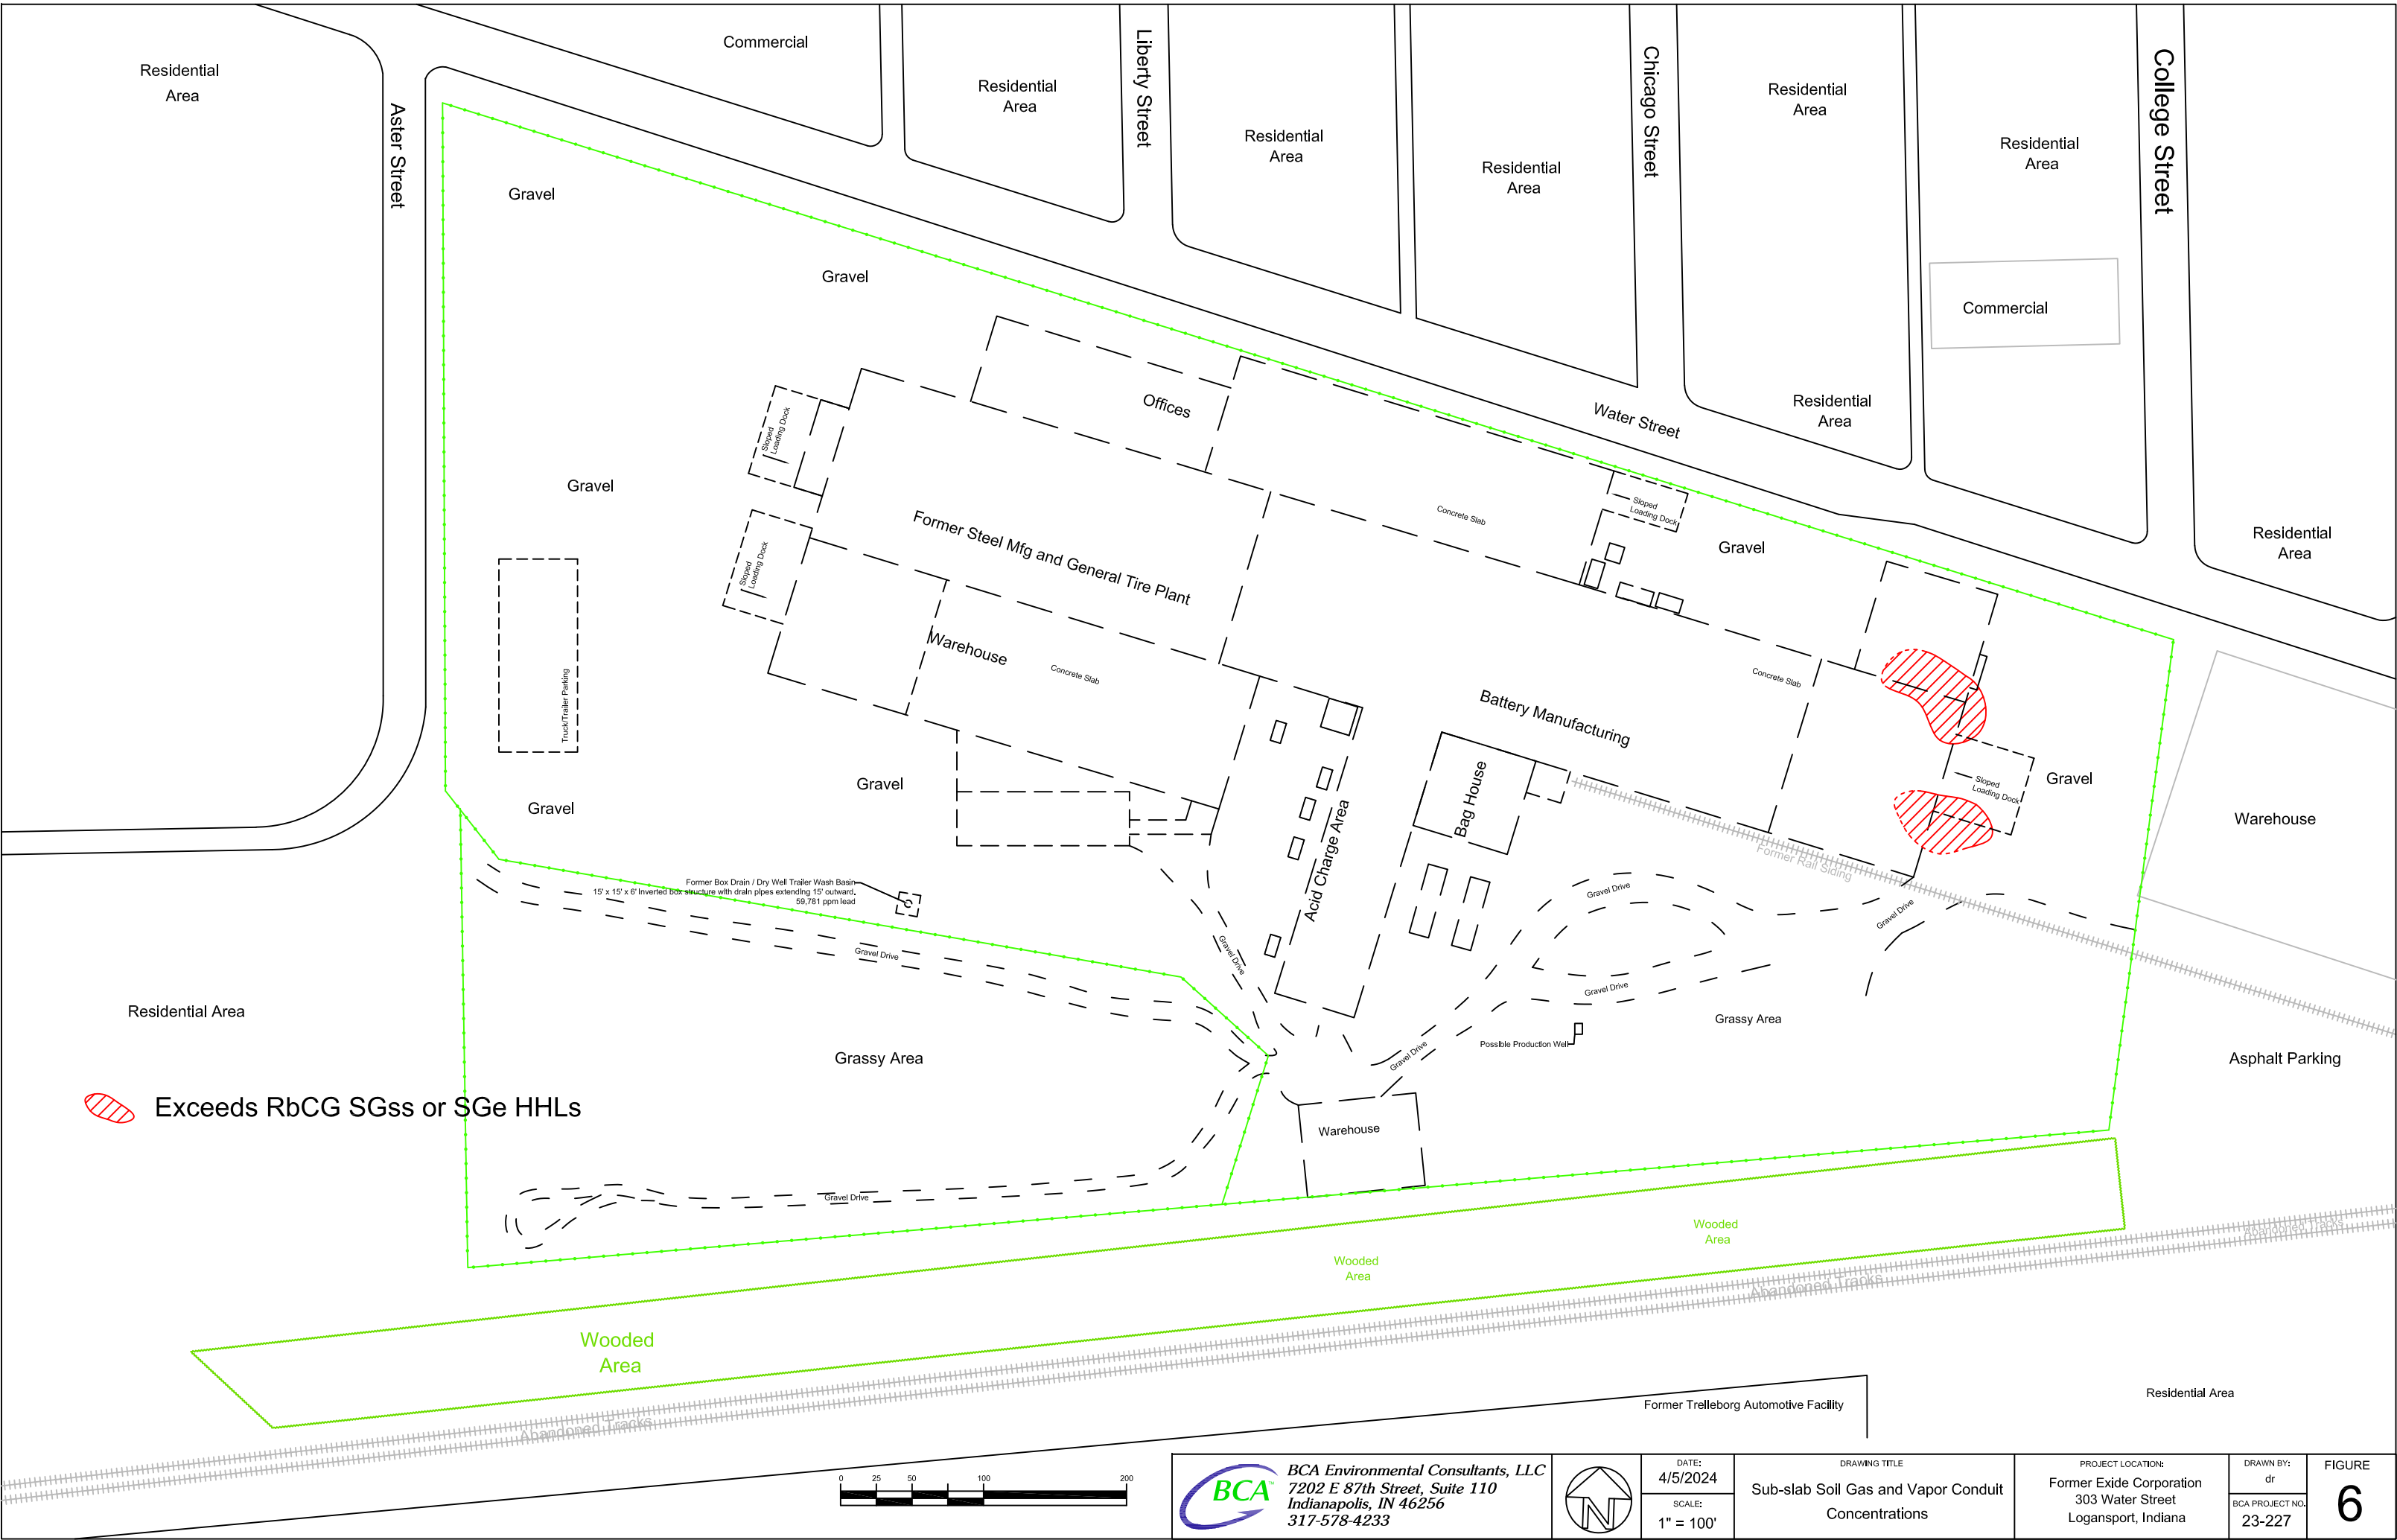 Commercial
Residential
Area
Residential
Area
Residential
Area
Residential
Area
Residential
Area
Residential
Area
Aster Street
Liberty Street
Chicago Street
College Street
Gravel
Gravel
Commercial
Residential
Area
Water Street
Offices
Sloped
Loading Dock
Gravel
Sloped
Loading Dock
Concrete Slab
Gravel
Residential
Area
Former Steel Mfg and General Tire Plant
Sloped
Loading Dock
Warehouse
Concrete Slab
Concrete Slab
Truck/Trailer Parking
Battery Manufacturing
Gravel
Gravel
Bag House
Sloped
Loading Dock
Gravel
Warehouse
Acid Charge Area
Former Rail Siding
Former Box Drain / Dry Well Trailer Wash Basin
15' x 15' x 6' Inverted box structure with drain pipes extending 15' outward.
59,781 ppm lead
Gravel Drive
Gravel Drive
Gravel Drive
Gravel Drive
Gravel Drive
Residential Area
Grassy Area
Possible Production Well
Gravel Drive
Grassy Area
Asphalt Parking
Exceeds RbCG SGss or SGe HHLs
Warehouse
Gravel Drive
Wooded
Area
Wooded
Area
Wooded
Area
Abandoned Tracks
Abandoned Tracks
Abandoned Tracks
Former Trelleborg Automotive Facility
Residential Area
0 25 50 100 200
BCA
BCA Environmental Consultants, LLC
7202 E 87th Street, Suite 110
Indianapolis, IN 46256
317-578-4233
N
DATE:
4/5/2024
SCALE:
1" = 100'
DRAWING TITLE
Sub-slab Soil Gas and Vapor Conduit
Concentrations
PROJECT LOCATION:
Former Exide Corporation
303 Water Street
Logansport, Indiana
DRAWN BY:
dr
BCA PROJECT NO.
23-227
FIGURE
6